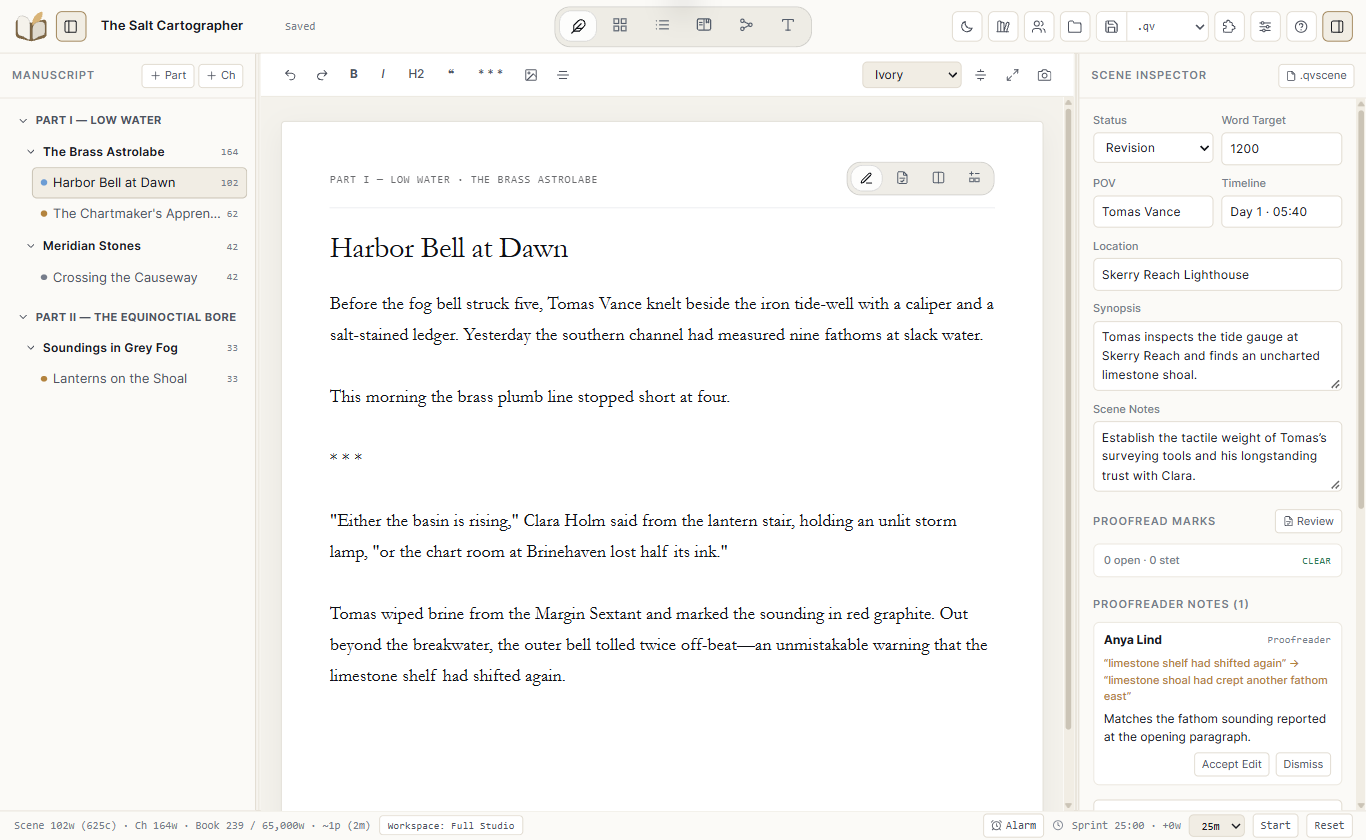 The Salt Cartographer
Saved
.qv
MANUSCRIPT
+ Part
+ Ch
PART I — LOW WATER
The Brass Astrolabe 164
Harbor Bell at Dawn 102
The Chartmaker's Appren... 62
Meridian Stones 42
Crossing the Causeway 42
PART II — THE EQUINOCTIAL BORE
Soundings in Grey Fog 33
Lanterns on the Shoal 33
B I H2 “ * * *
Ivory
PART I — LOW WATER · THE BRASS ASTROLABE
Harbor Bell at Dawn
Before the fog bell struck five, Tomas Vance knelt beside the iron tide-well with a caliper and a
salt-stained ledger. Yesterday the southern channel had measured nine fathoms at slack water.
This morning the brass plumb line stopped short at four.
* * *
"Either the basin is rising," Clara Holm said from the lantern stair, holding an unlit storm
lamp, "or the chart room at Brinehaven lost half its ink."
Tomas wiped brine from the Margin Sextant and marked the sounding in red graphite. Out
beyond the breakwater, the outer bell tolled twice off-beat—an unmistakable warning that the
limestone shelf had shifted again.
SCENE INSPECTOR
.qvscene
Status
Word Target
Revision
1200
POV
Timeline
Tomas Vance
Day 1 · 05:40
Location
Skerry Reach Lighthouse
Synopsis
Tomas inspects the tide gauge at
Skerry Reach and finds an uncharted
limestone shoal.
Scene Notes
Establish the tactile weight of Tomas’s
surveying tools and his longstanding
trust with Clara.
PROOFREAD MARKS
Review
0 open · 0 stet
CLEAR
PROOFREADER NOTES (1)
Anya Lind
Proofreader
“limestone shelf had shifted again” →
“limestone shoal had crept another fathom
east”
Matches the fathom sounding reported
at the opening paragraph.
Accept Edit
Dismiss
Scene 102w (625c) · Ch 164w · Book 239 / 65,000w · ~1p (2m)
Workspace: Full Studio
Alarm
Sprint 25:00 · +0w
25m
Start
Reset